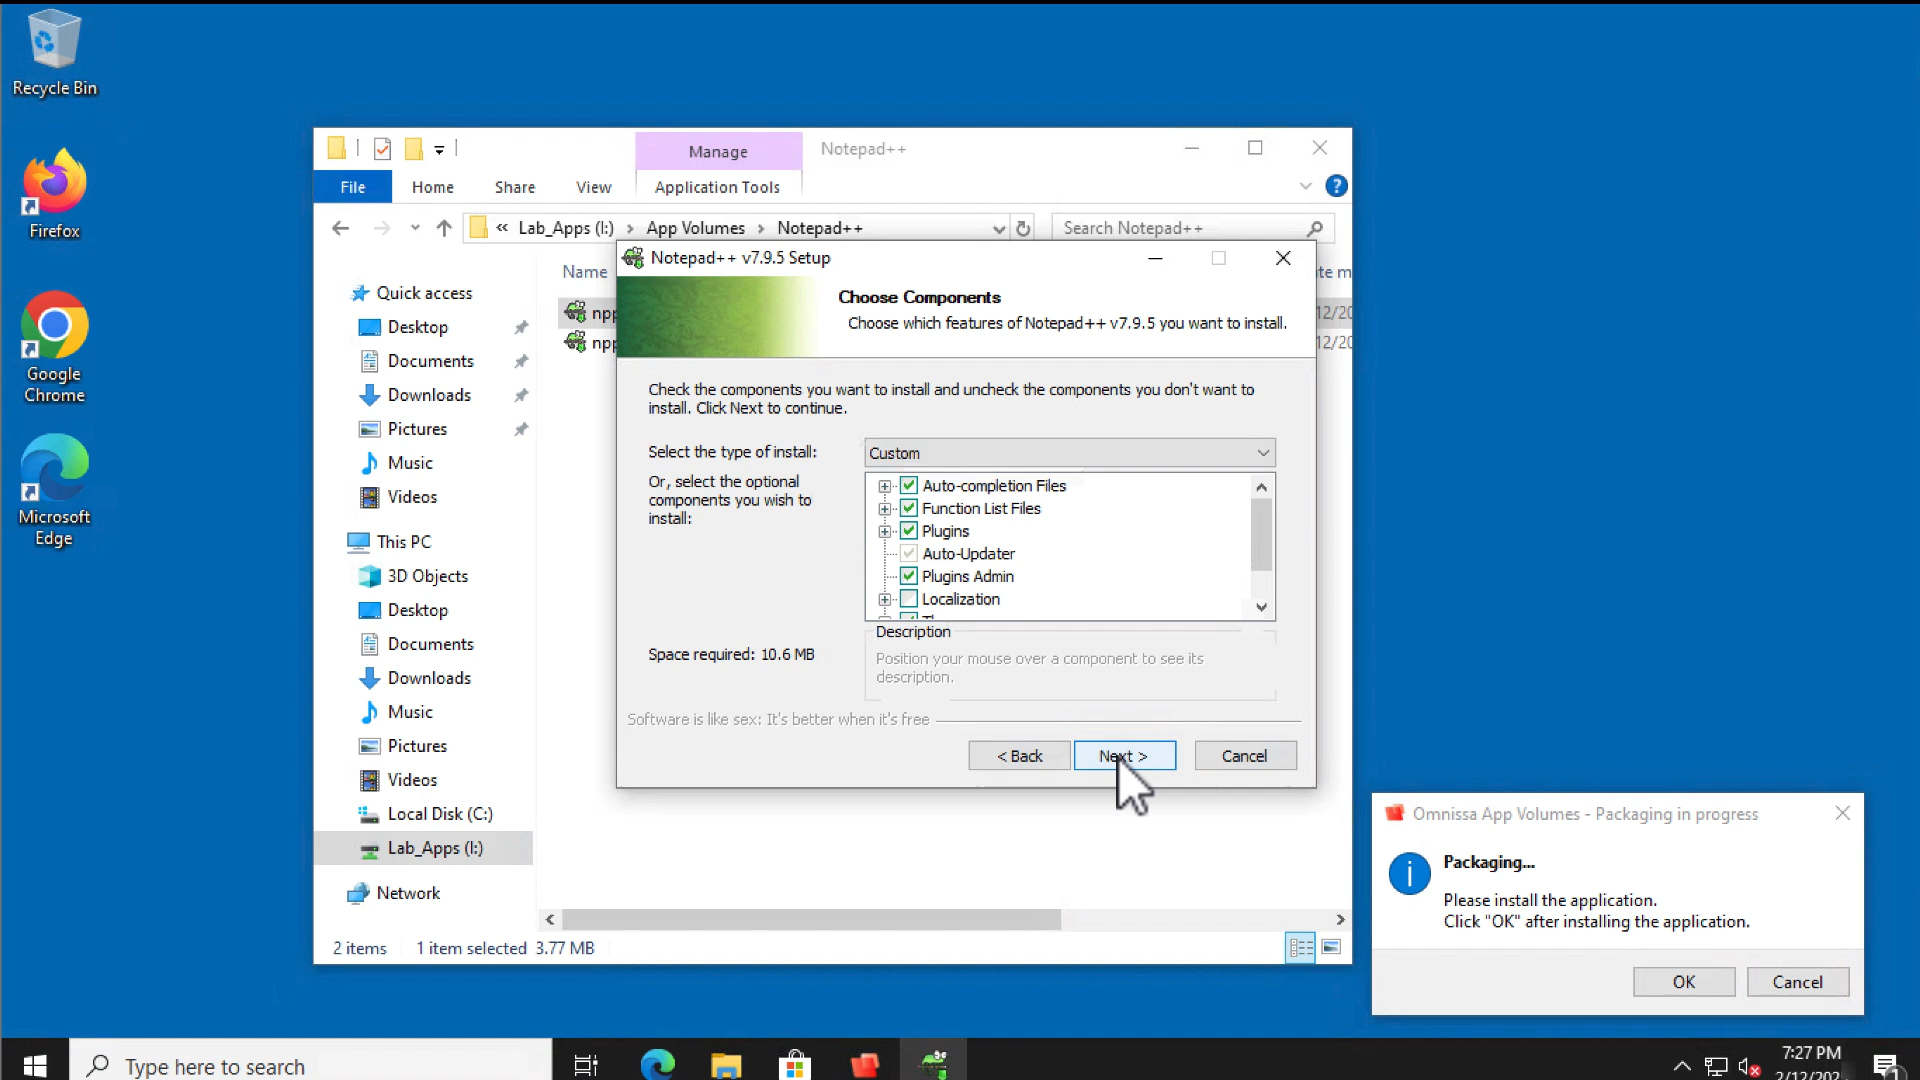 Recycle Bin
Firefox
Google
Chrome
Microsoft
Edge
Manage
Notepad++
File
Home
Share
View
Application Tools
« Lab_Apps (I:) > App Volumes > Notepad++
Search Notepad++
Name
Quick access
Desktop
Documents
Downloads
Pictures
Music
Videos
This PC
3D Objects
Desktop
Documents
Downloads
Music
Pictures
Videos
Local Disk (C:)
Lab_Apps (I:)
Network
npp
npp
2 items
1 item selected 3.77 MB
Notepad++ v7.9.5 Setup
Choose Components
Choose which features of Notepad++ v7.9.5 you want to install.
Check the components you want to install and uncheck the components you don't want to
install. Click Next to continue.
Select the type of install:
Custom
Or, select the optional
components you wish to
install:
Auto-completion Files
Function List Files
Plugins
Auto-Updater
Plugins Admin
Localization
Space required: 10.6 MB
Description
Position your mouse over a component to see its
description.
Software is like sex: It's better when it's free
< Back
Next >
Cancel
Omnissa App Volumes - Packaging in progress
Packaging...
Please install the application.
Click "OK" after installing the application.
OK
Cancel
Type here to search
7:27 PM
2/12/202